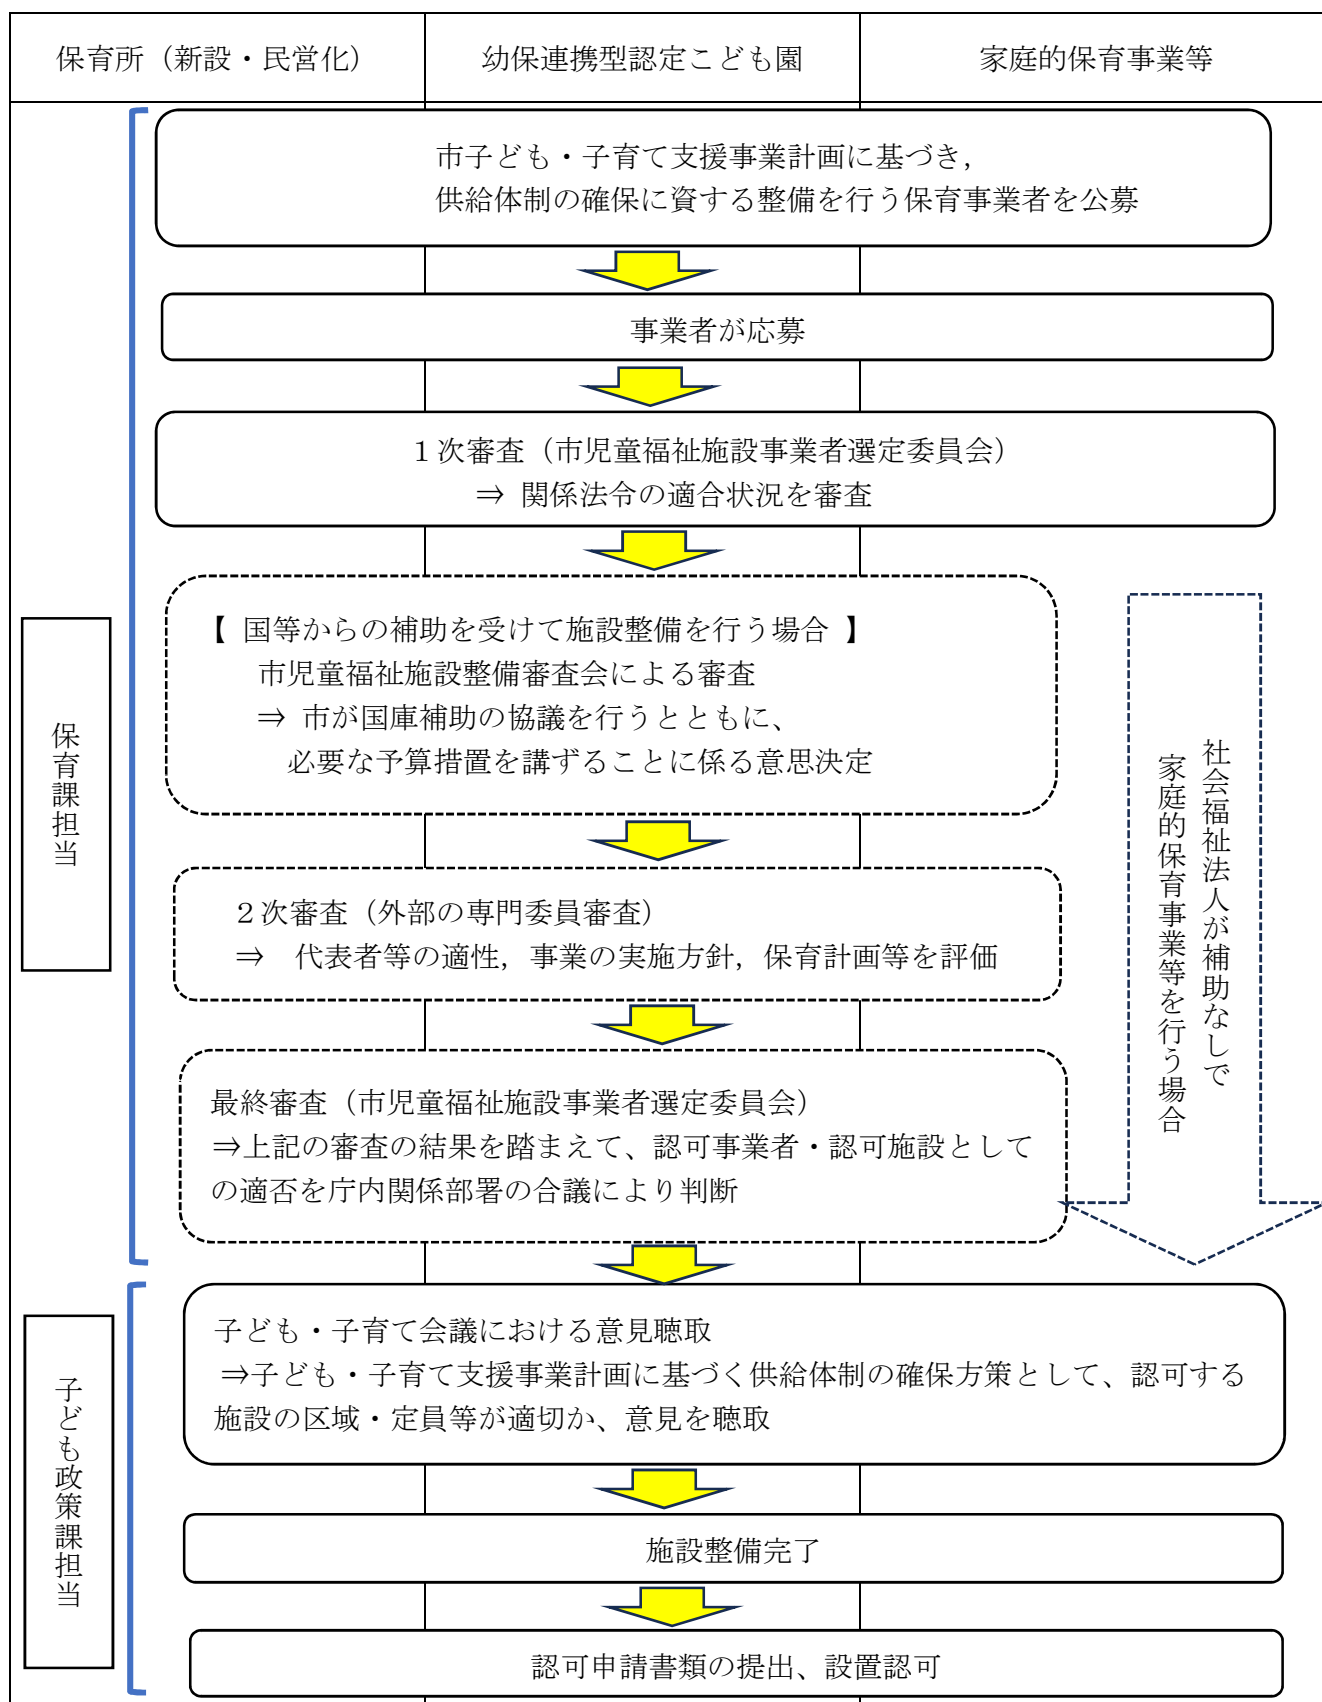 保育所（新設・民営化）
幼保連携型認定こども園
家庭的保育事業等
市子ども・子育て支援事業計画に基づき，
供給体制の確保に資する整備を行う保育事業者を公募
事業者が応募
１次審査（市児童福祉施設事業者選定委員会）
⇒ 関係法令の適合状況を審査
【 国等からの補助を受けて施設整備を行う場合 】
市児童福祉施設整備審査会による審査
⇒ 市が国庫補助の協議を行うとともに、
必要な予算措置を講ずることに係る意思決定
２次審査（外部の専門委員審査）
⇒ 代表者等の適性，事業の実施方針，保育計画等を評価
最終審査（市児童福祉施設事業者選定委員会）
⇒上記の審査の結果を踏まえて、認可事業者・認可施設として
の適否を庁内関係部署の合議により判断
社会福祉法人が補助なしで
家庭的保育事業等を行う場合
保育課担当
子ども・子育て会議における意見聴取
⇒子ども・子育て支援事業計画に基づく供給体制の確保方策として、認可する
施設の区域・定員等が適切か、意見を聴取
施設整備完了
認可申請書類の提出、設置認可
子ども政策課担当